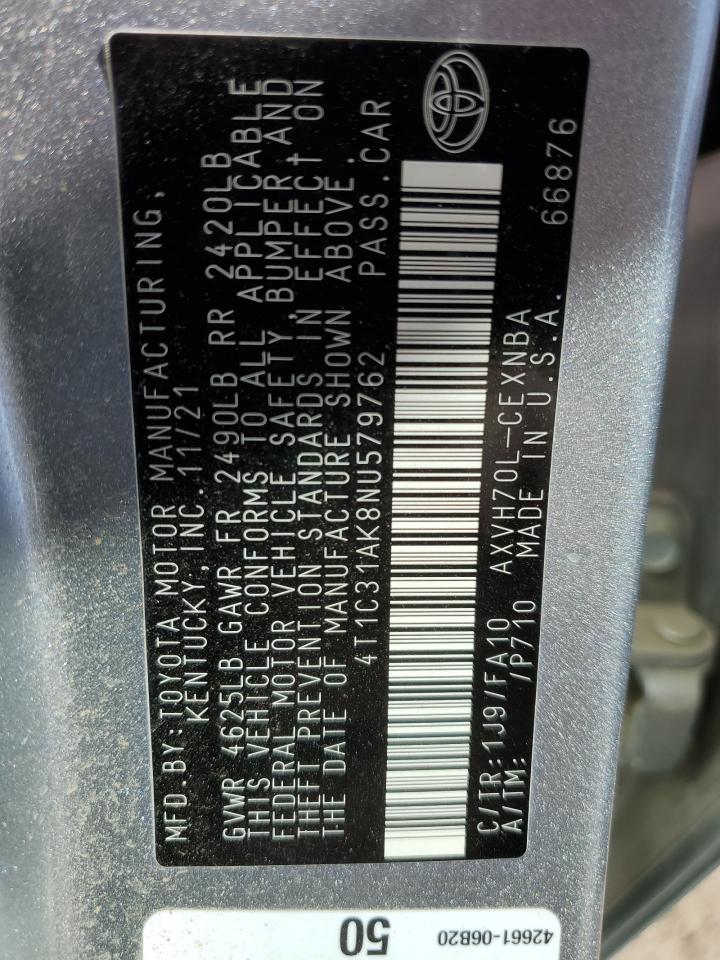 MFD.BY:TOYOTA MOTOR MANUFACTURING,
KENTUCKY, INC. 11/21
GVWR 4625LB GAWR FR 2490LB RR 2420LB
THIS VEHICLE CONFORMS TO ALL APPLICABLE
FEDERAL MOTOR VEHICLE SAFETY, BUMPER AND
THEFT PREVENTION STANDARDS IN EFFECT ON
THE DATE OF MANUFACTURE SHOWN ABOVE.
4T1C31AK8NU579762 PASS.CAR
C/TR:1J9/FA10 AXVH70L-CEXNBA
A/TM: /P710 MADE IN U.S.A.
66876
50
42661-06B20